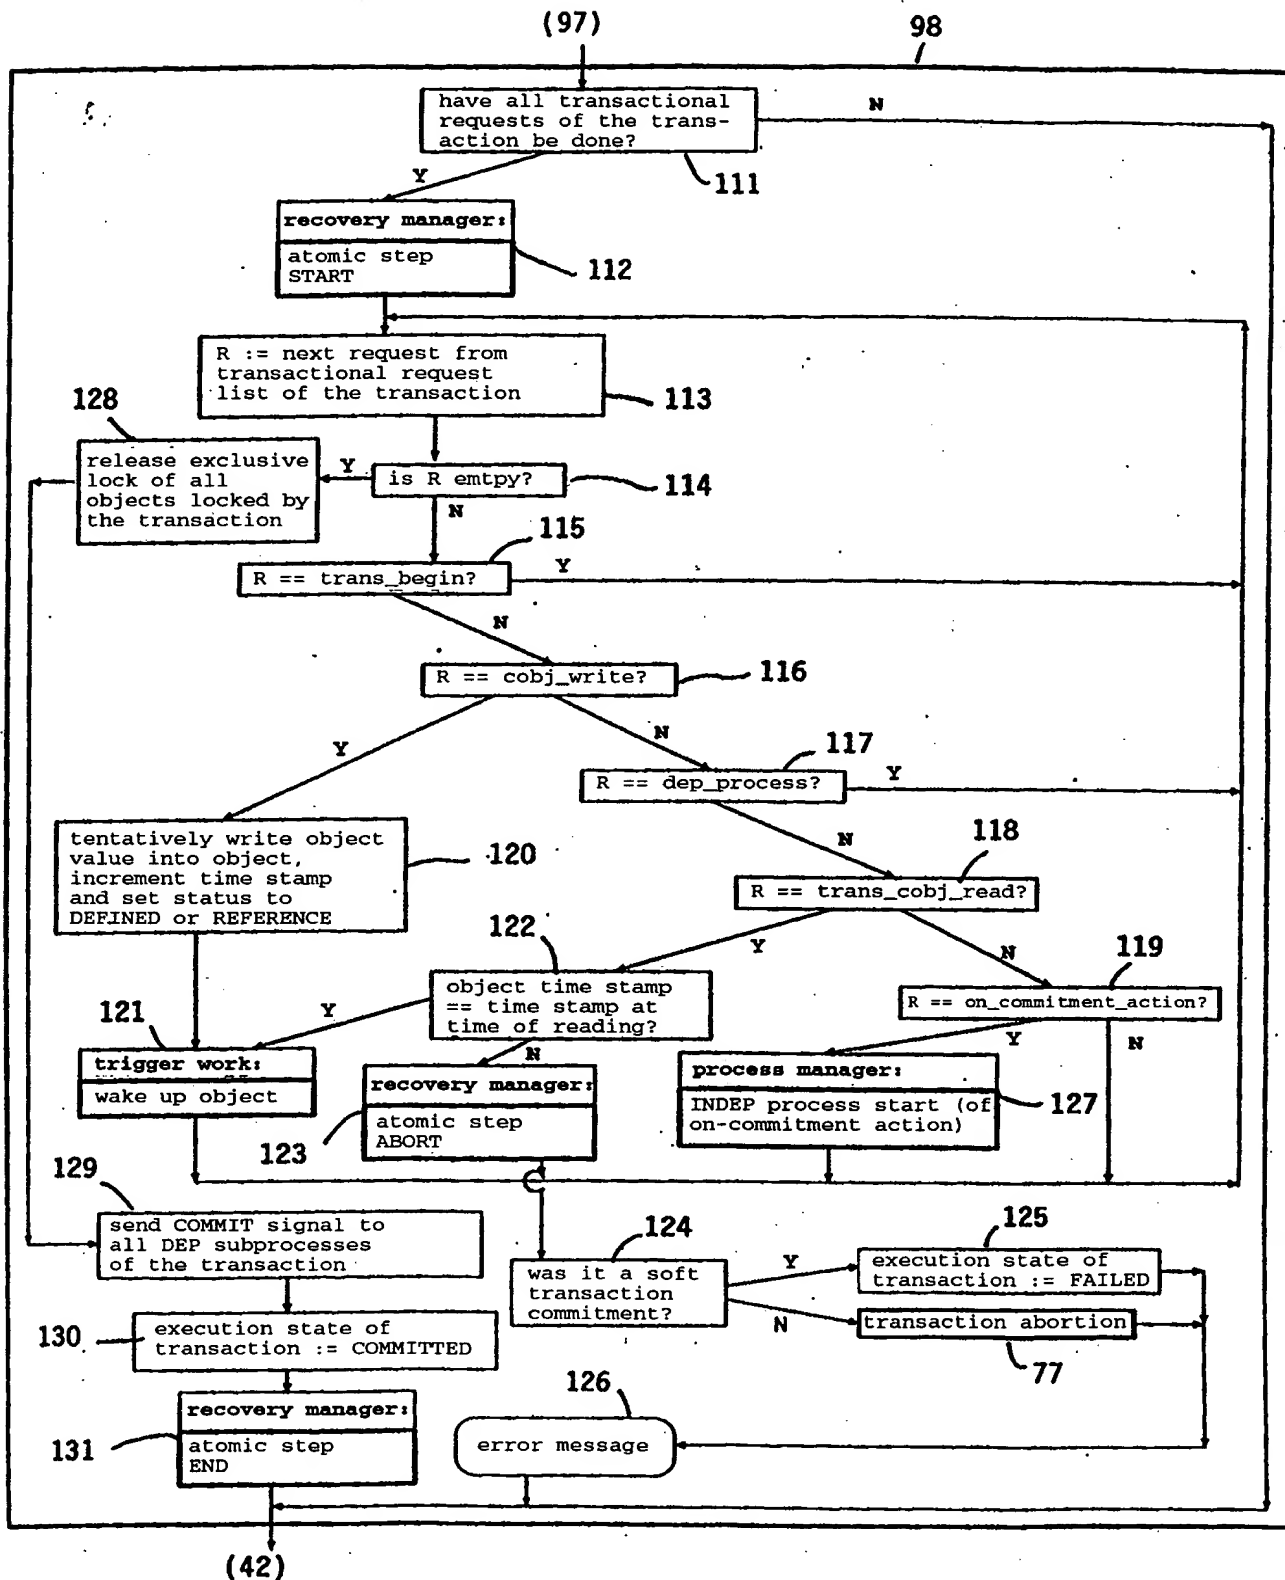 (97)
98
have all transactional
requests of the trans-
action be done?
N
111
Y
recovery manager:
atomic step
START
112
R := next request from
transactional request
list of the transaction
113
128
release exclusive
lock of all
objects locked by
the transaction
Y
is R emtpy?
114
N
115
R == trans_begin?
Y
N
R == cobj_write?
116
Y
N
117
R == dep_process?
Y
tentatively write object
value into object,
increment time stamp
and set status to
DEFINED or REFERENCE
120
N
118
R == trans_cobj_read?
122
Y
N
119
object time stamp
== time stamp at
time of reading?
R == on_commitment_action?
121
Y
N
Y
N
trigger work:
wake up object
recovery manager:
atomic step
ABORT
123
process manager:
INDEP process start (of
on-commitment action)
127
129
send COMMIT signal to
all DEP subprocesses
of the transaction
124
was it a soft
transaction
commitment?
Y
N
125
execution state of
transaction := FAILED
transaction abortion
77
130
execution state of
transaction := COMMITTED
126
error message
recovery manager:
atomic step
END
131
(42)